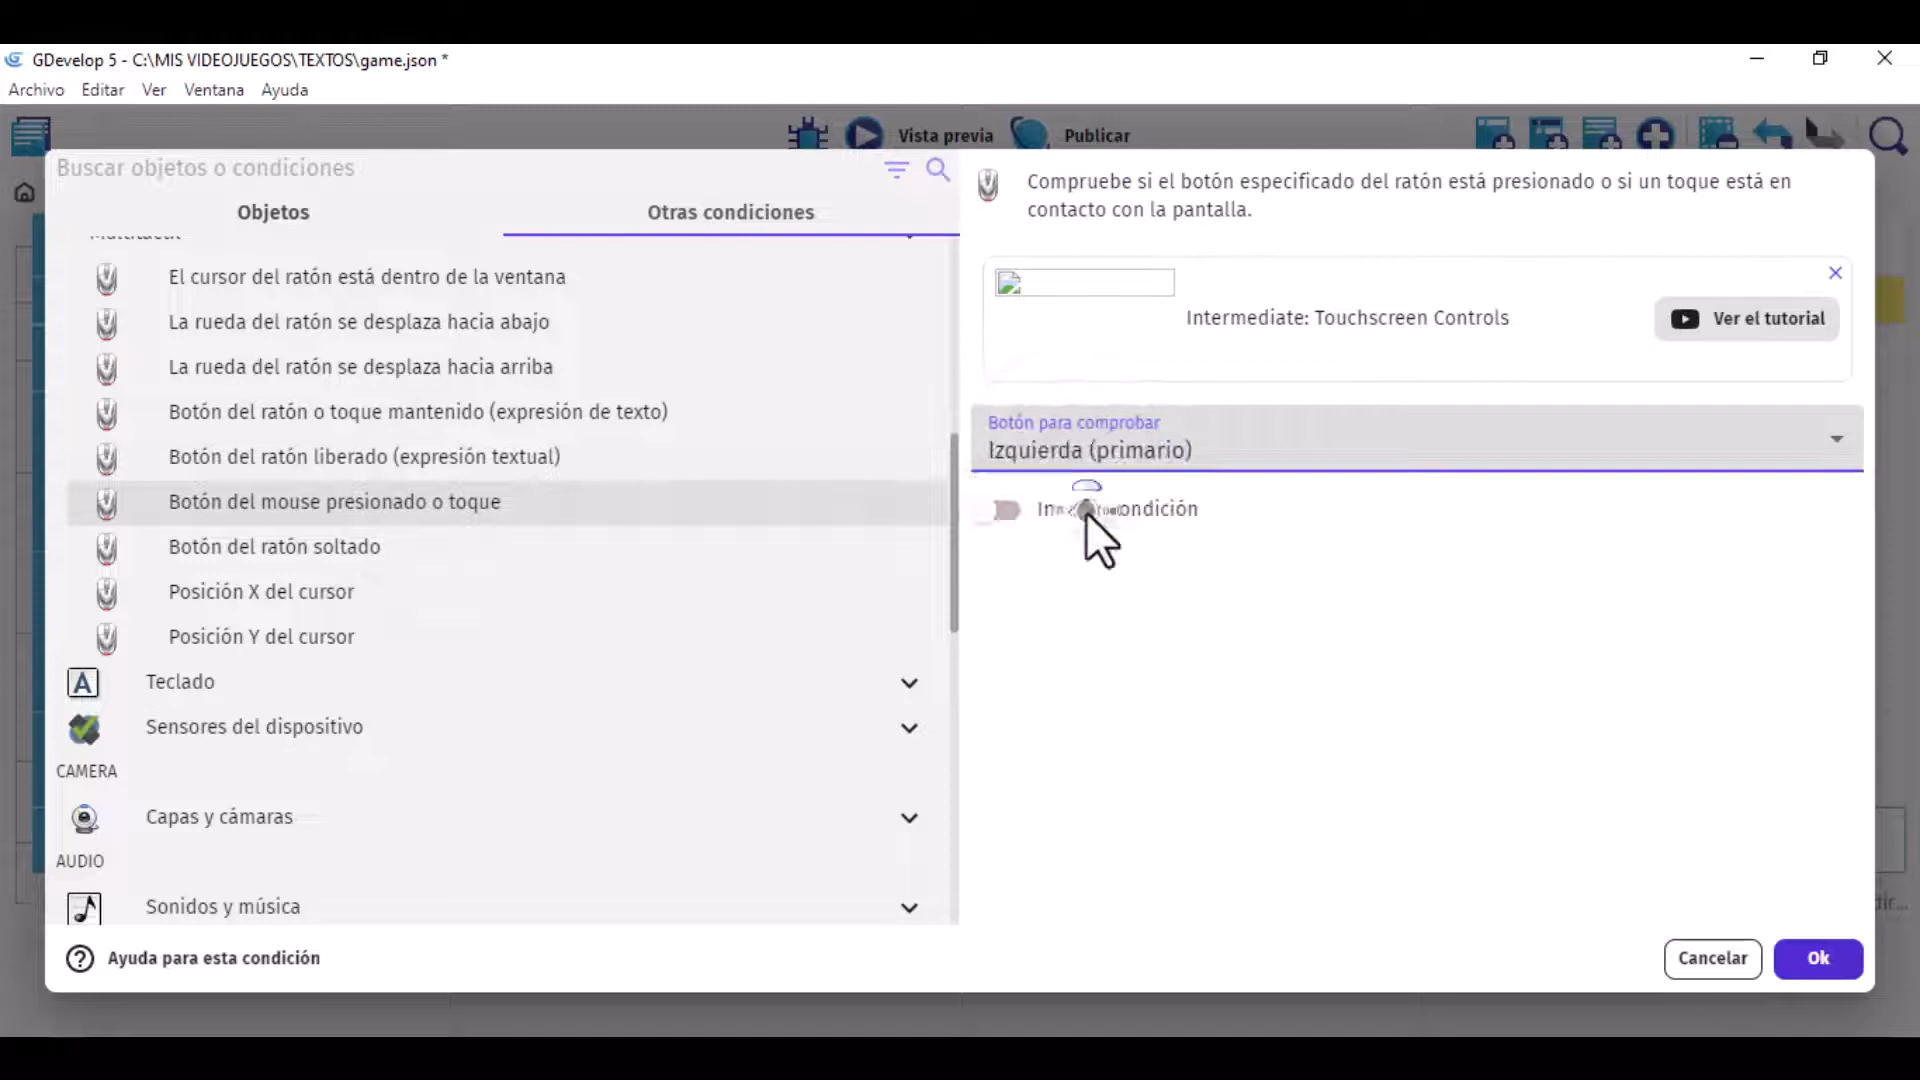 GDevelop 5 - C:\MIS VIDEOJUEGOS\TEXTOS\game.json *
Archivo Editar Ver Ventana Ayuda
Vista previa Publicar
Buscar objetos o condiciones
Objetos Otras condiciones
El cursor del ratón está dentro de la ventana
La rueda del ratón se desplaza hacia abajo
La rueda del ratón se desplaza hacia arriba
Botón del ratón o toque mantenido (expresión de texto)
Botón del ratón liberado (expresión textual)
Botón del mouse presionado o toque
Botón del ratón soltado
Posición X del cursor
Posición Y del cursor
Teclado
Sensores del dispositivo
CAMERA
Capas y cámaras
AUDIO
Sonidos y música
Ayuda para esta condición
Compruebe si el botón especificado del ratón está presionado o si un toque está en
contacto con la pantalla.
Intermediate: Touchscreen Controls
Ver el tutorial
Botón para comprobar
Izquierda (primario)
Cancelar Ok